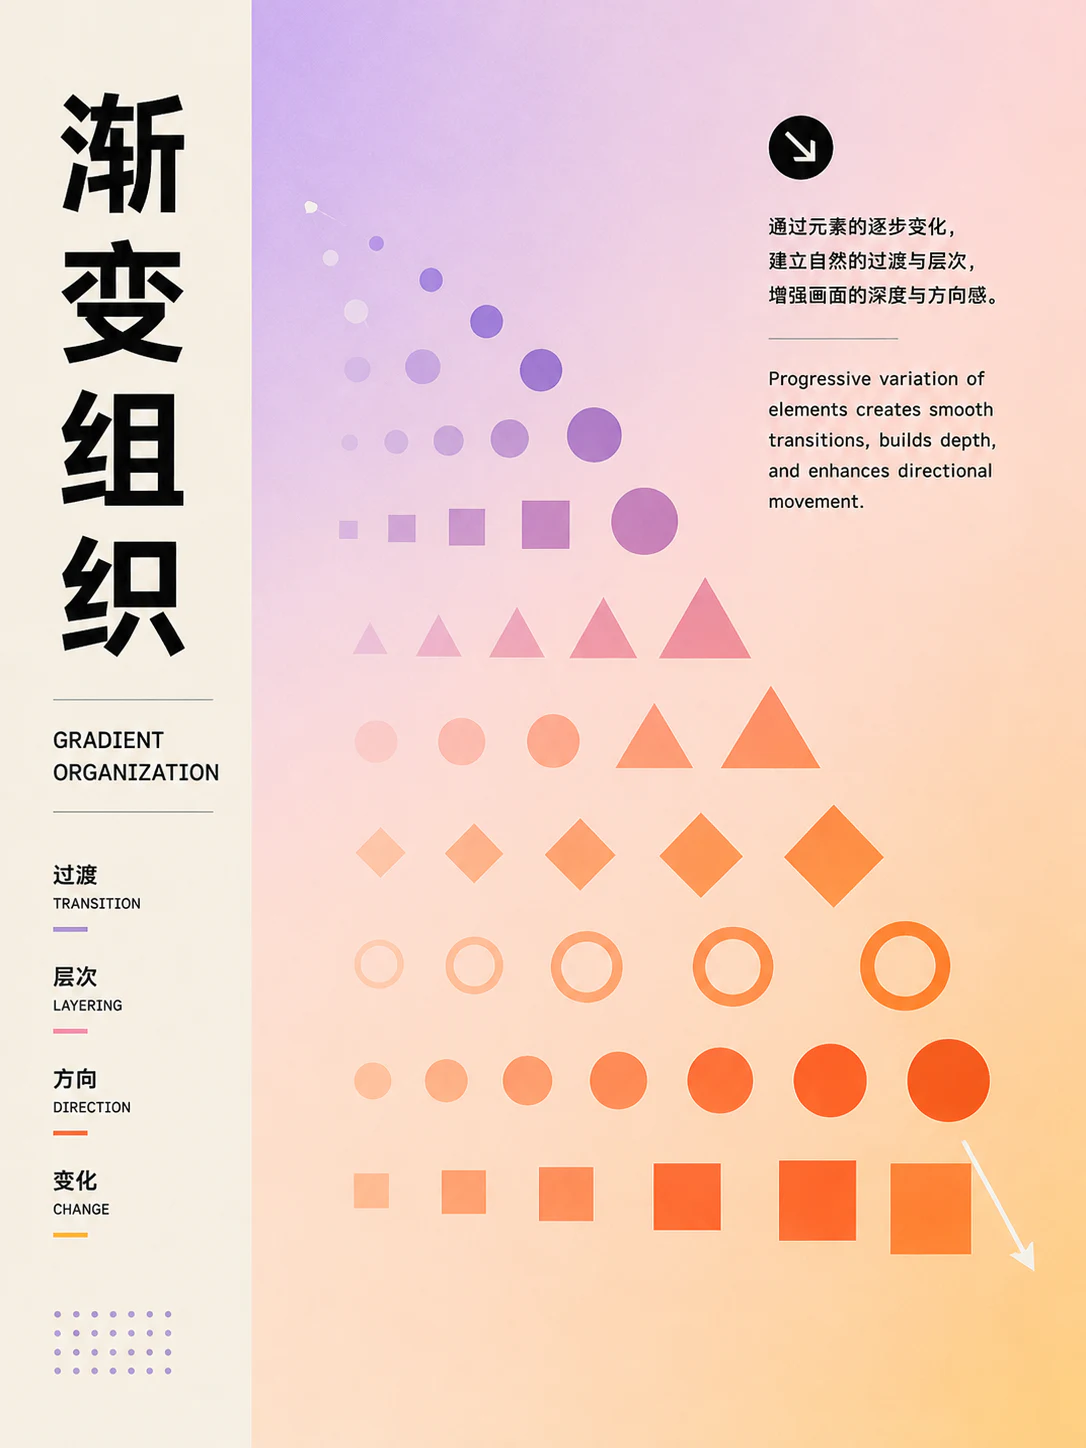 渐
变
组
织
GRADIENT
ORGANIZATION
过渡
TRANSITION
层次
LAYERING
方向
DIRECTION
变化
CHANGE
通过元素的逐步变化，
建立自然的过渡与层次，
增强画面的深度与方向感。
Progressive variation of
elements creates smooth
transitions, builds depth,
and enhances directional
movement.